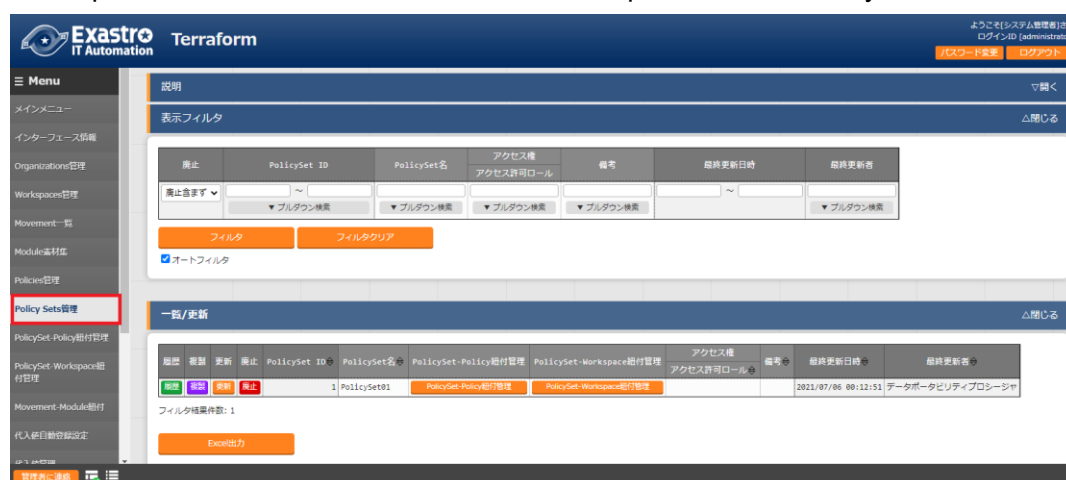 Exastro
IT Automation
Terraform
ようこそ[システム管理者]さ
ログインID [administrato
パスワード変更
ログアウト
Menu
メインメニュー
インターフェース情報
Organizations管理
Workspaces管理
Movement一覧
Module素材集
Policies管理
Policy Sets管理
PolicySet-Policy紐付管理
PolicySet-Workspace紐
付管理
Movement-Module紐付
代入値自動登録設定
管理者に連絡
説明
▽開く
表示フィルタ
△閉じる
廃止 PolicySet ID PolicySet名 アクセス権 備考 最終更新日時 最終更新者
アクセス許可ロール
廃止含まず ～ ～
▼ プルダウン検索 ▼ プルダウン検索 ▼ プルダウン検索 ▼ プルダウン検索 ▼ プルダウン検索
フィルタ フィルタクリア
オートフィルタ
一覧/更新
△閉じる
履歴 複製 更新 廃止 PolicySet ID PolicySet名 PolicySet-Policy紐付管理 PolicySet-Workspace紐付管理 アクセス権 備考 最終更新日時 最終更新者
アクセス許可ロール
履歴 複製 更新 廃止 1 PolicySet01 PolicySet-Policy紐付管理 PolicySet-Workspace紐付管理 2021/07/06 00:12:51 データポータビリティプロシージャ
フィルタ結果件数: 1
Excel出力